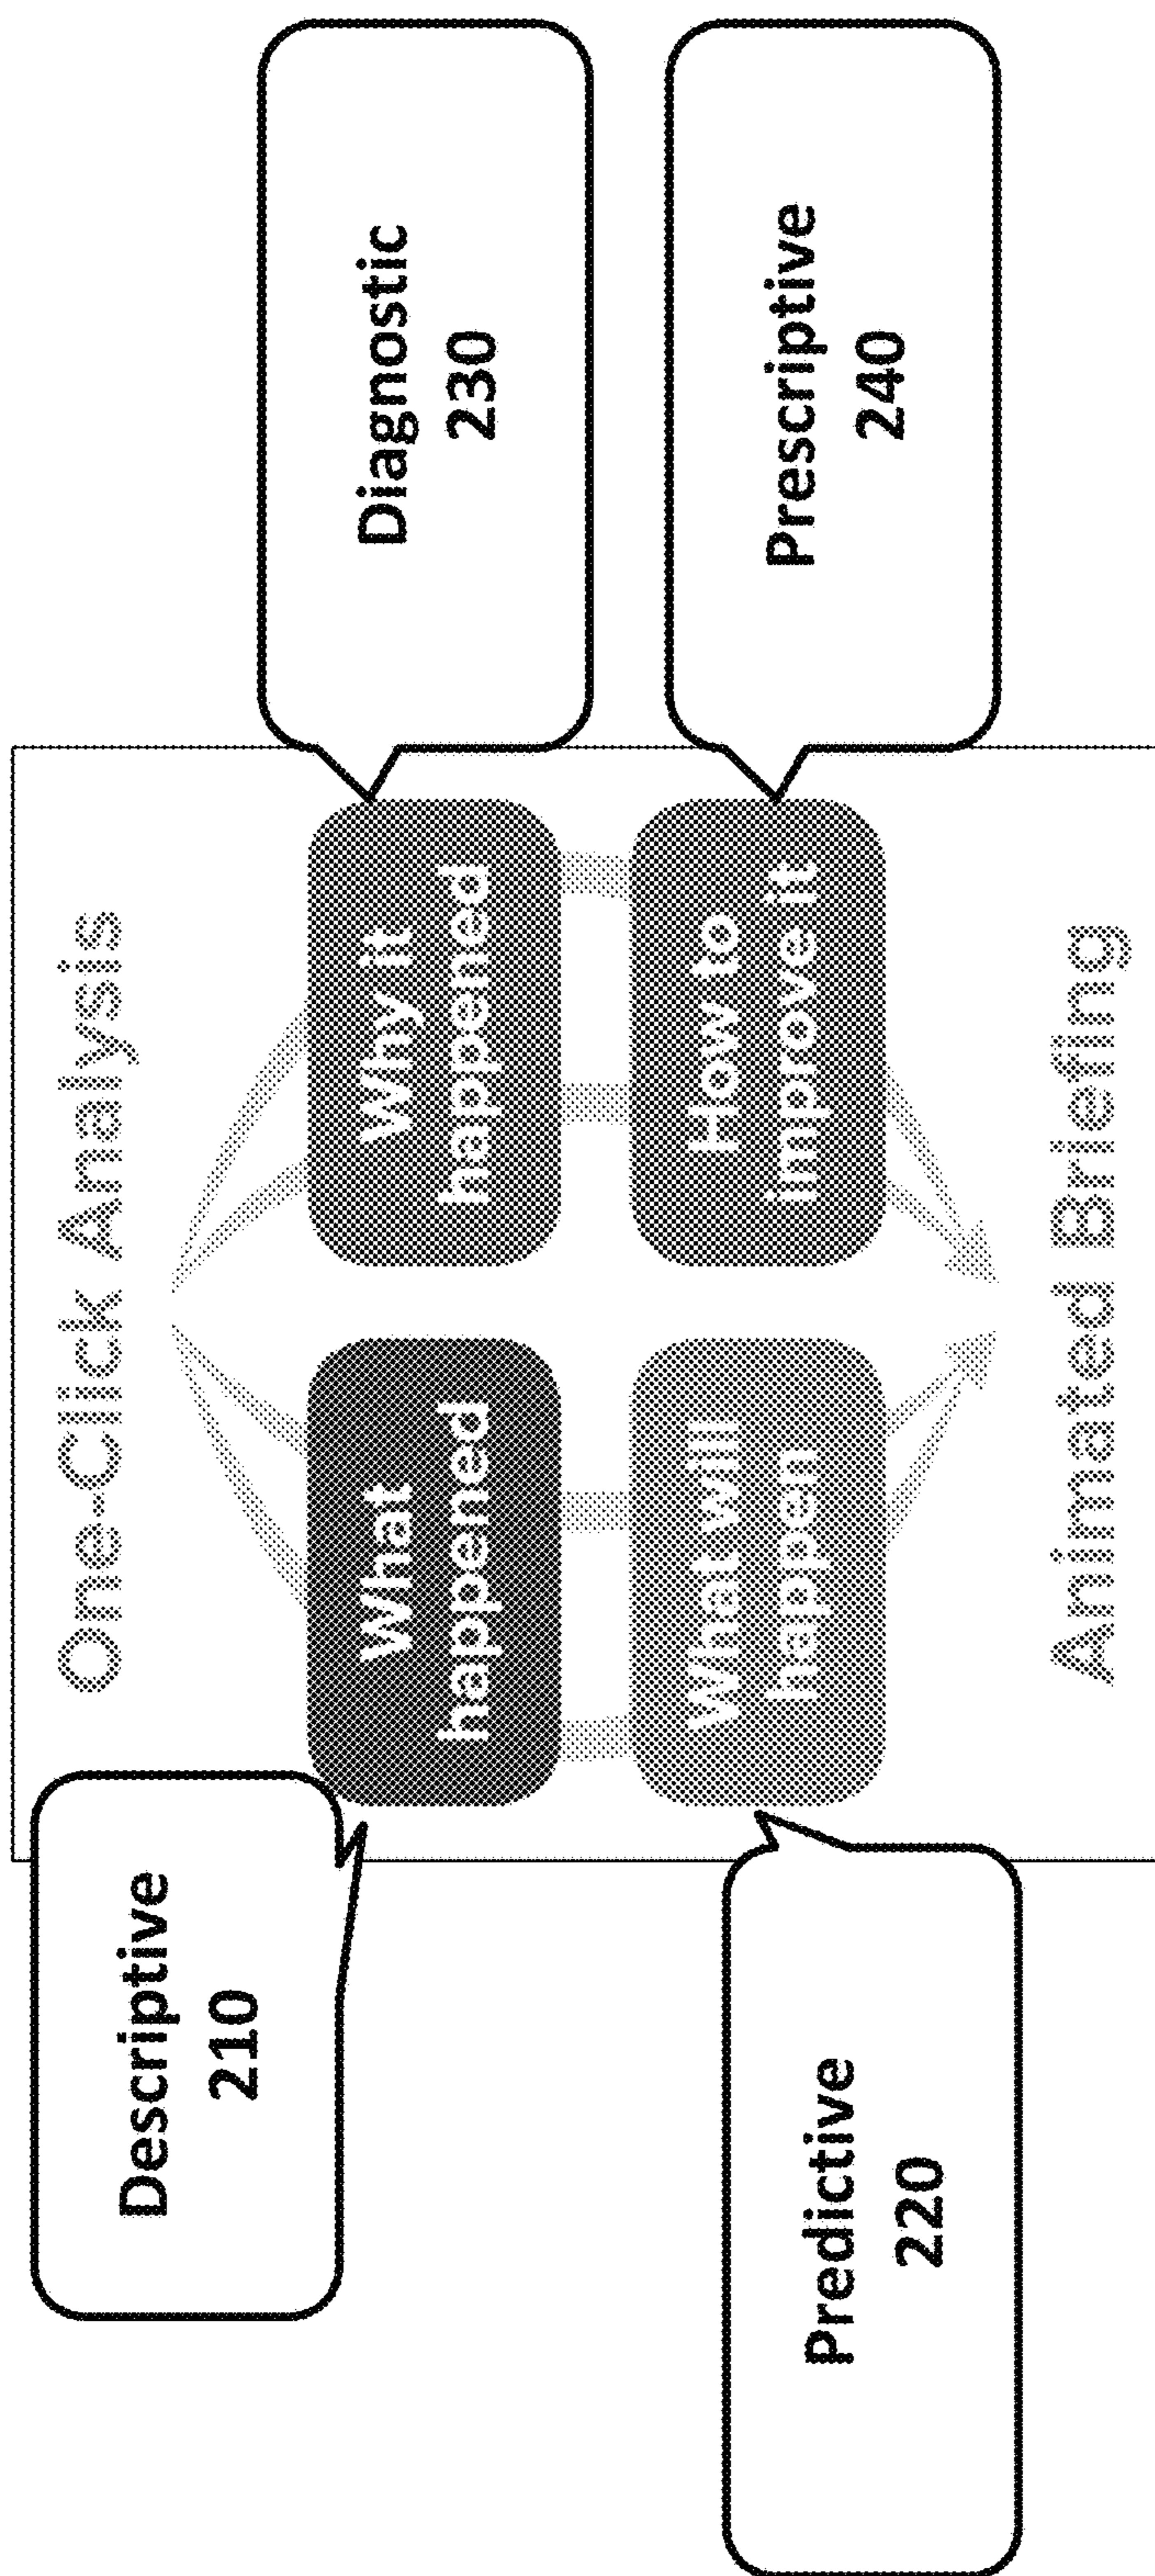 One-Click Analysis
Descriptive
210
What
happened
Why it
happened
Diagnostic
230
Predictive
220
What will
happen
How to
improve it
Prescriptive
240
Animated Briefing